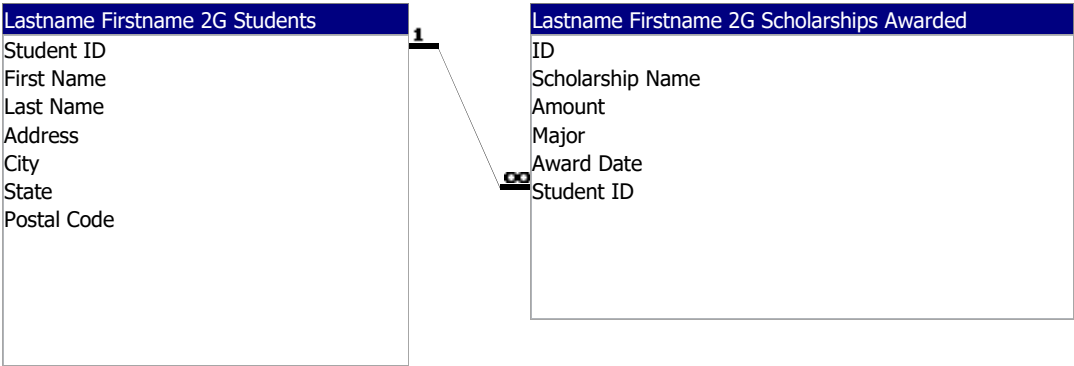 Lastname Firstname 2G Students
Student ID
First Name
Last Name
Address
City
State
Postal Code
1
∞
Lastname Firstname 2G Scholarships Awarded
ID
Scholarship Name
Amount
Major
Award Date
Student ID